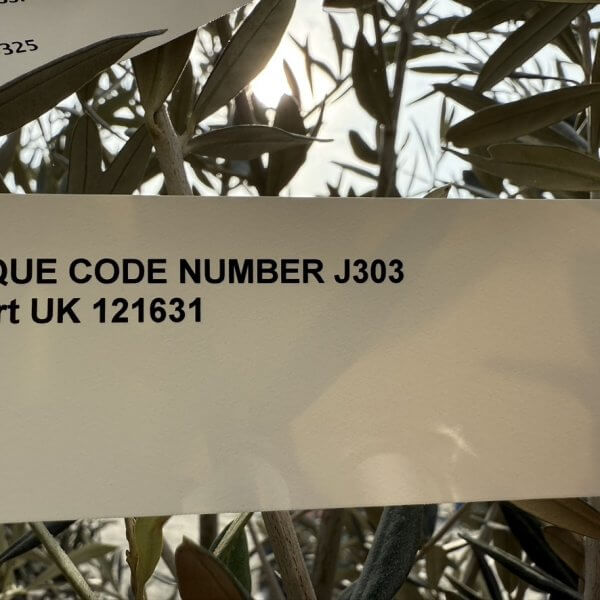 325
QUE CODE NUMBER J303
rt UK 121631